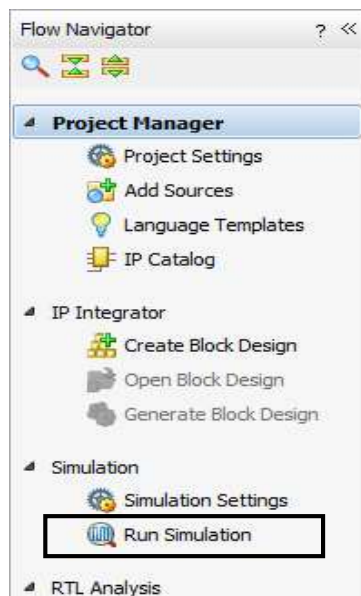 Flow Navigator ? «
Project Manager
Project Settings
Add Sources
Language Templates
IP Catalog
IP Integrator
Create Block Design
Open Block Design
Generate Block Design
Simulation
Simulation Settings
Run Simulation
RTL Analysis